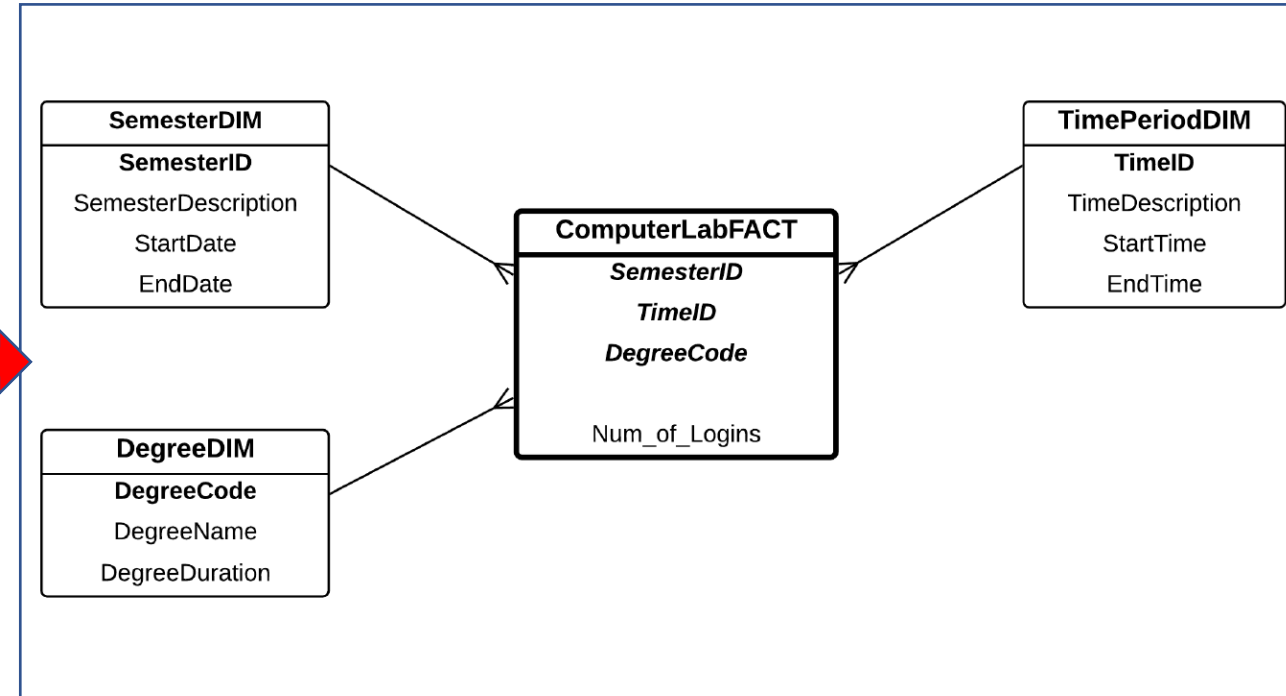 SemesterDIM
SemesterID
SemesterDescription
StartDate
EndDate
TimePeriodDIM
TimeID
TimeDescription
StartTime
EndTime
ComputerLabFACT
SemesterID
TimeID
DegreeCode
Num_of_Logins
DegreeDIM
DegreeCode
DegreeName
DegreeDuration